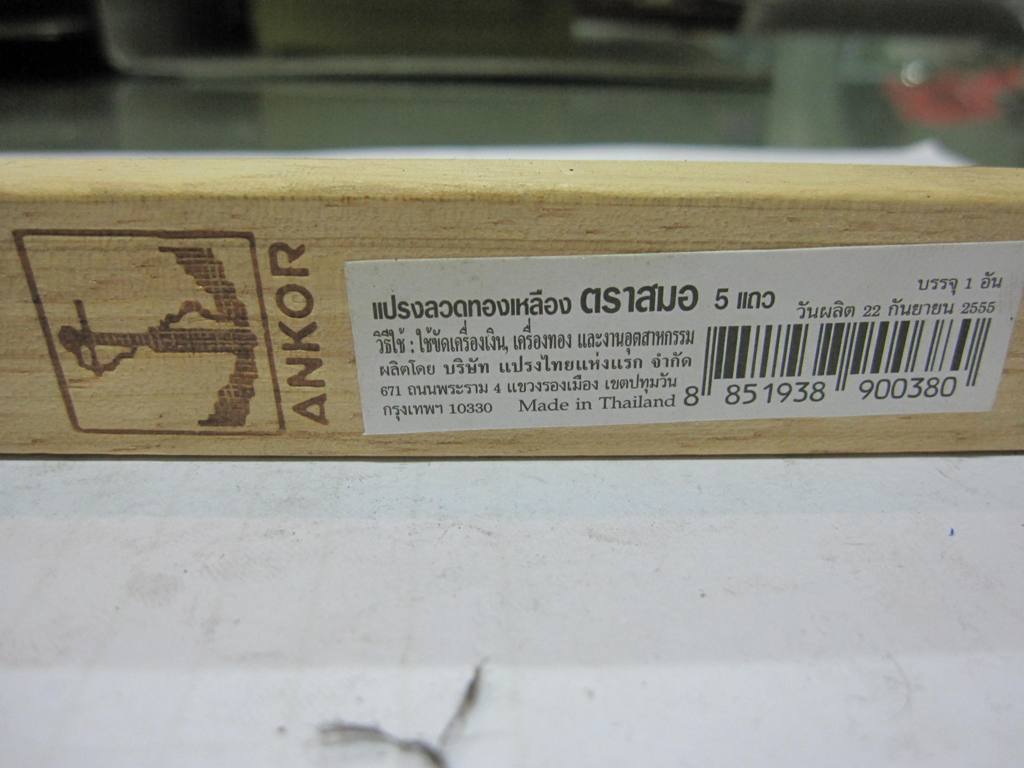 ANKOR
แปรงลวดทองเหลือง ตราสมอ 5 แถว
บรรจุ 1 อัน
วันผลิต 22 กันยายน 2555
วิธีใช้ : ใช้ขัดเครื่องเงิน, เครื่องทอง และงานอุตสาหกรรม
ผลิตโดย บริษัท แปรงไทยแห่งแรก จำกัด
671 ถนนพระราม 4 แขวงรองเมือง เขตปทุมวัน
กรุงเทพฯ 10330 Made in Thailand
8 851938 900380